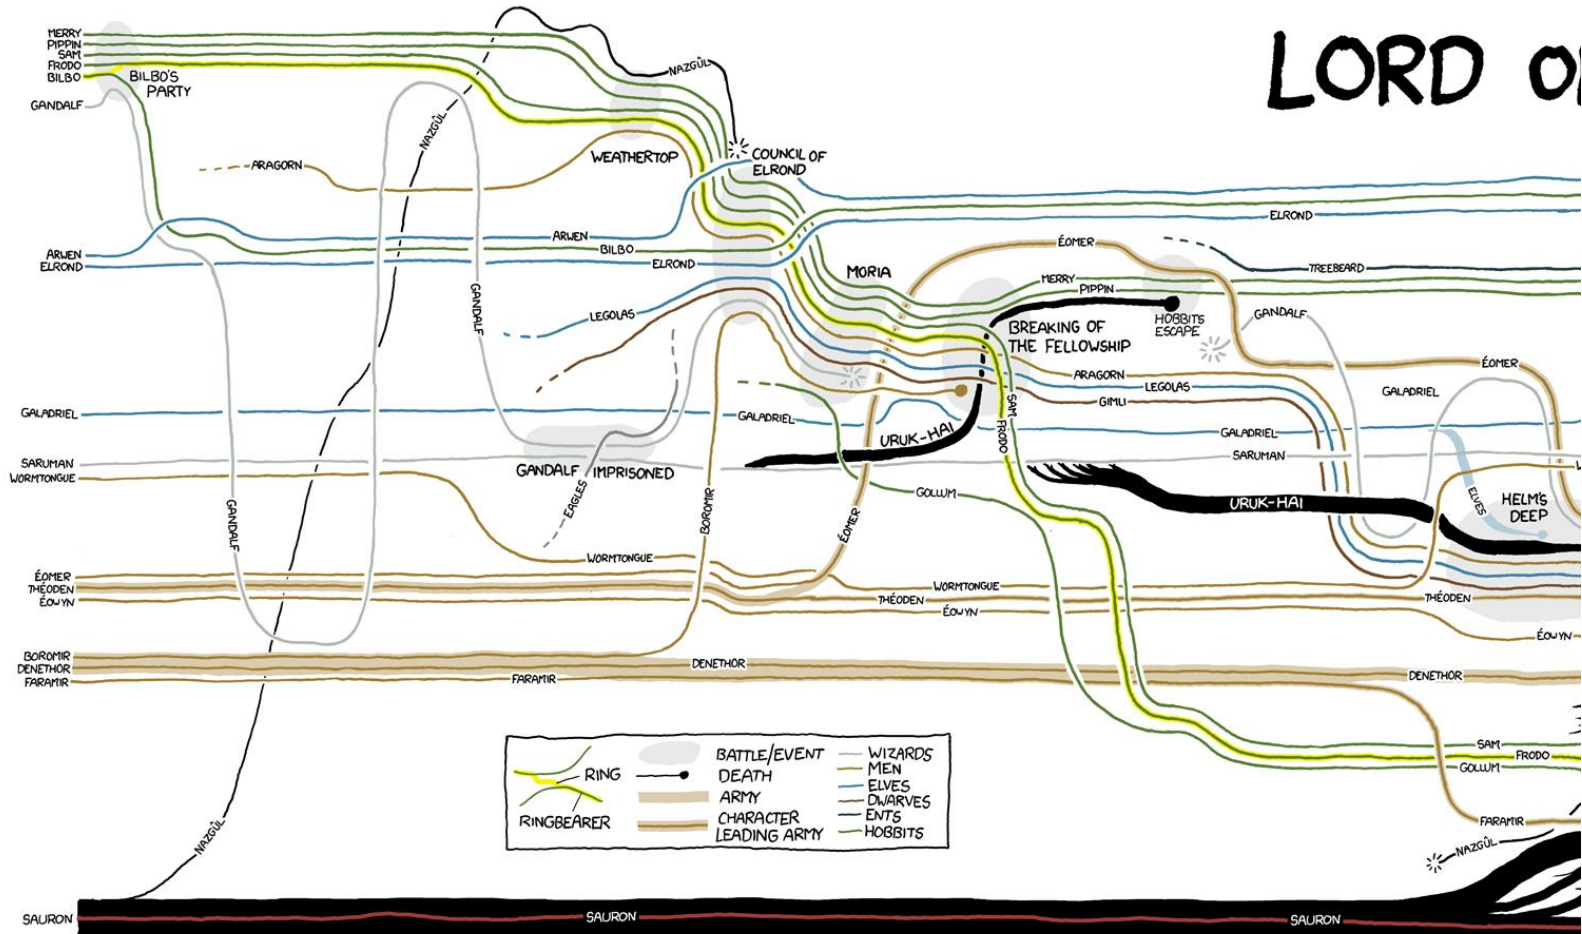 LORD O
MERRY
PIPPIN
SAM
FRODO
BILBO
BILBO'S
PARTY
GANDALF
NAZGÛL
NAZGÛL
ARAGORN
WEATHERTOP
COUNCIL OF
ELROND
ARWEN
ELROND
ARWEN
BILBO
ELROND
ELROND
ÉOMER
TREEBEARD
MORIA
MERRY
PIPPIN
HOBBITS
ESCAPE
GANDALF
GANDALF
LEGOLAS
BREAKING OF
THE FELLOWSHIP
ÉOMER
ARAGORN
LEGOLAS
GIMLI
GALADRIEL
SAM
FRODO
GALADRIEL
GALADRIEL
GALADRIEL
URUK-HAI
SARUMAN
WORMTONGUE
GANDALF IMPRISONED
SARUMAN
W
EAGLES
BOROMIR
GOLLUM
URUK-HAI
ELVES
HELM'S
DEEP
GANDALF
ÉOMER
WORMTONGUE
ÉOMER
THÉODEN
ÉOWYN
WORMTONGUE
THÉODEN
ÉOWYN
THÉODEN
ÉOWYN
BOROMIR
DENETHOR
FARAMIR
DENETHOR
FARAMIR
DENETHOR
SAM
FRODO
GOLLUM
RING
RINGBEARER
BATTLE/EVENT
DEATH
ARMY
CHARACTER
LEADING ARMY
WIZARDS
MEN
ELVES
DWARVES
ENTS
HOBBITS
FARAMIR
NAZGÛL
NAZGÛL
SAURON
SAURON
SAURON